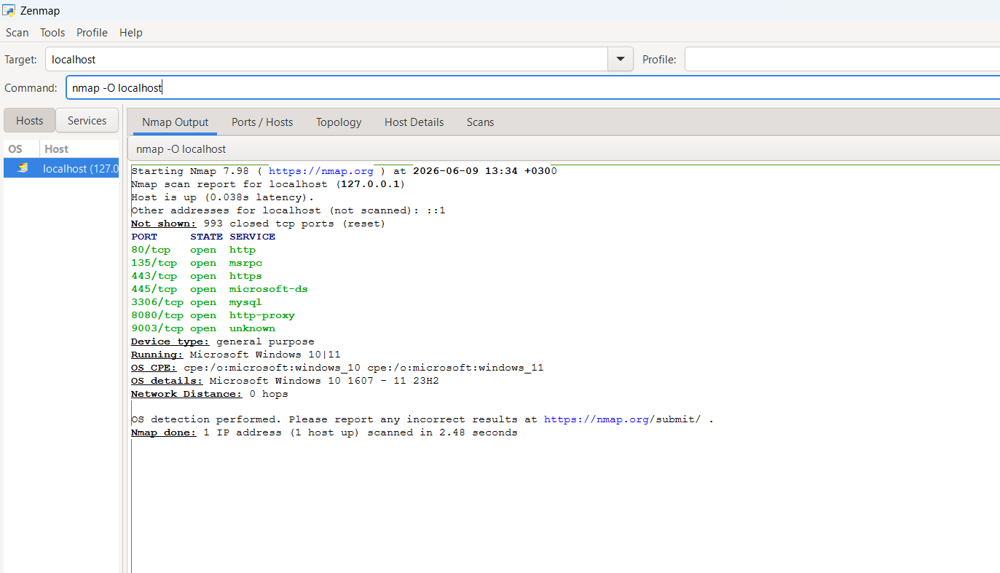 Zenmap
Scan Tools Profile Help
Target: localhost Profile:
Command: nmap -O localhost
Hosts Services
OS Host
localhost (127.0
Nmap Output Ports / Hosts Topology Host Details Scans
nmap -O localhost
Starting Nmap 7.98 ( https://nmap.org ) at 2026-06-09 13:34 +0300
Nmap scan report for localhost (127.0.0.1)
Host is up (0.038s latency).
Other addresses for localhost (not scanned): ::1
Not shown: 993 closed tcp ports (reset)
PORT     STATE SERVICE
80/tcp   open  http
135/tcp  open  msrpc
443/tcp  open  https
445/tcp  open  microsoft-ds
3306/tcp open  mysql
8080/tcp open  http-proxy
9003/tcp open  unknown
Device type: general purpose
Running: Microsoft Windows 10|11
OS CPE: cpe:/o:microsoft:windows_10 cpe:/o:microsoft:windows_11
OS details: Microsoft Windows 10 1607 - 11 23H2
Network Distance: 0 hops
OS detection performed. Please report any incorrect results at https://nmap.org/submit/ .
Nmap done: 1 IP address (1 host up) scanned in 2.48 seconds